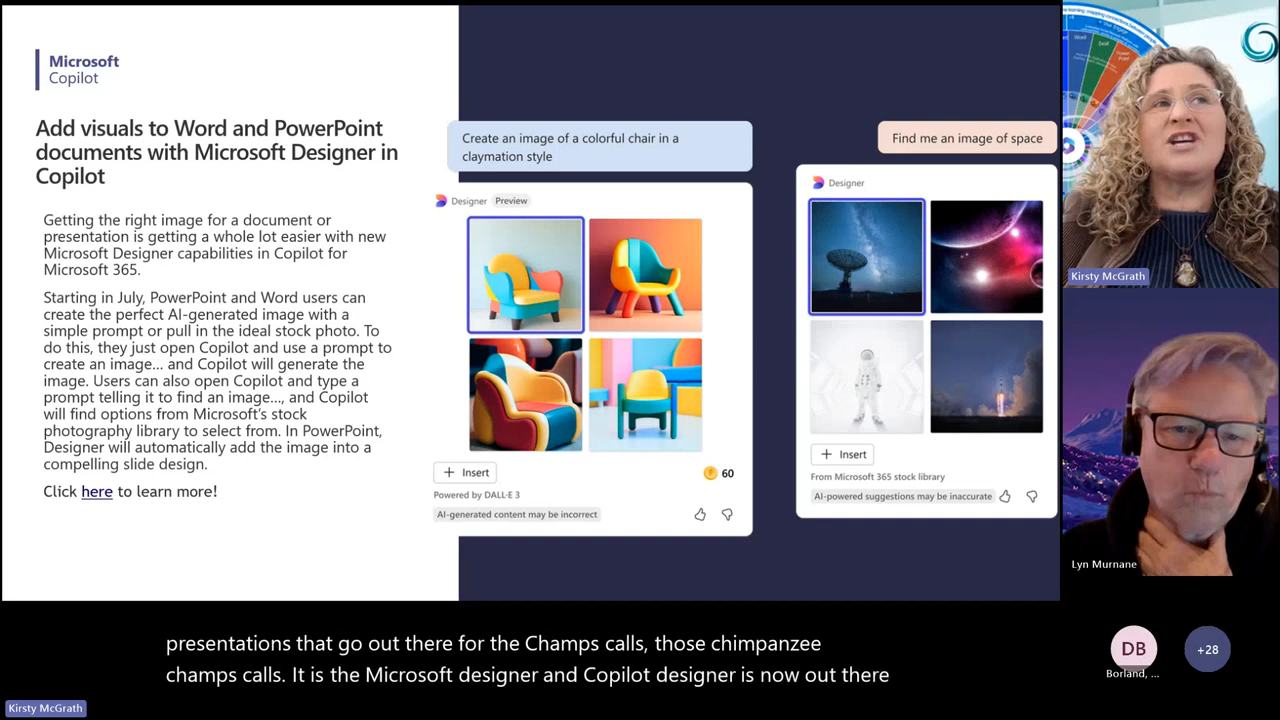 Microsoft
Copilot
Add visuals to Word and PowerPoint
documents with Microsoft Designer in
Copilot
Getting the right image for a document or
presentation is getting a whole lot easier with new
Microsoft Designer capabilities in Copilot for
Microsoft 365.
Starting in July, PowerPoint and Word users can
create the perfect AI-generated image with a
simple prompt or pull in the ideal stock photo. To
do this, they just open Copilot and use a prompt to
create an image... and Copilot will generate the
image. Users can also open Copilot and type a
prompt telling it to find an image..., and Copilot
will find options from Microsoft's stock
photography library to select from. In PowerPoint,
Designer will automatically add the image into a
compelling slide design.
Click here to learn more!
Create an image of a colorful chair in a
claymation style
Designer Preview
+ Insert
60
Powered by DALL·E 3
AI-generated content may be incorrect
Find me an image of space
Designer
+ Insert
From Microsoft 365 stock library
AI-powered suggestions may be inaccurate
Word
Excel
Power
Point
Kirsty McGrath
Lyn Murnane
presentations that go out there for the Champs calls, those chimpanzee
champs calls. It is the Microsoft designer and Copilot designer is now out there
DB
Borland, ...
+28
Kirsty McGrath